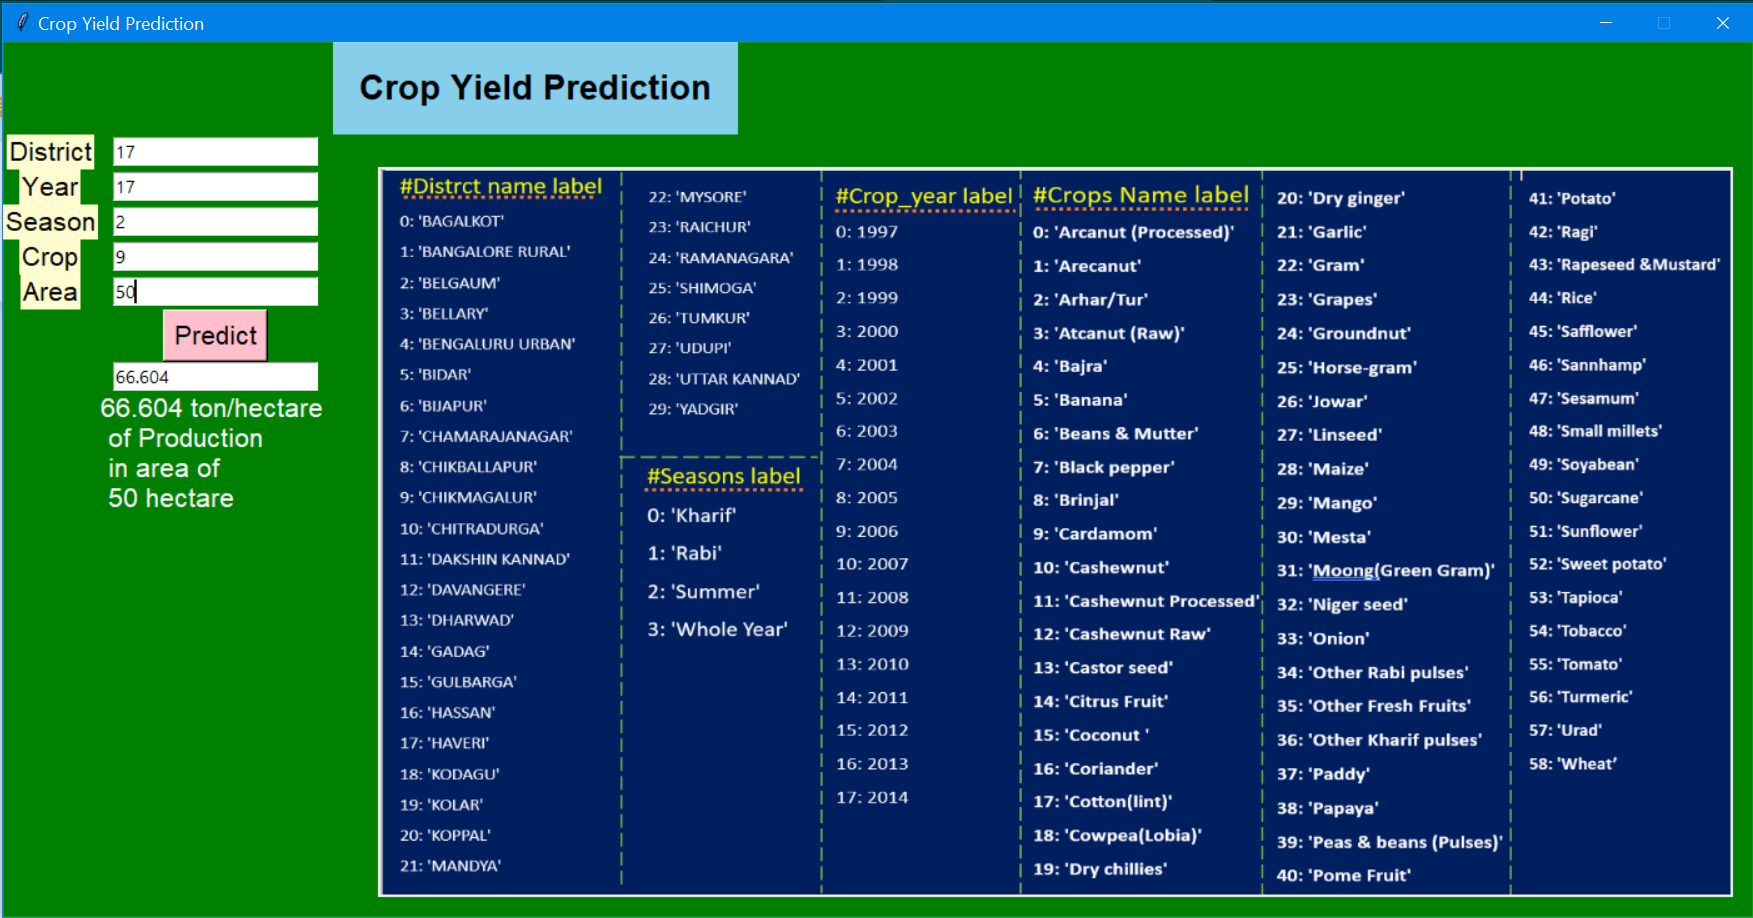 Crop Yield Prediction
Crop Yield Prediction
District 17
Year 17
Season 2
Crop 9
Area 50
Predict
66.604
66.604 ton/hectare
of Production
in area of
50 hectare
#Distrct name label
0: 'BAGALKOT'
1: 'BANGALORE RURAL'
2: 'BELGAUM'
3: 'BELLARY'
4: 'BENGALURU URBAN'
5: 'BIDAR'
6: 'BIJAPUR'
7: 'CHAMARAJANAGAR'
8: 'CHIKBALLAPUR'
9: 'CHIKMAGALUR'
10: 'CHITRADURGA'
11: 'DAKSHIN KANNAD'
12: 'DAVANGERE'
13: 'DHARWAD'
14: 'GADAG'
15: 'GULBARGA'
16: 'HASSAN'
17: 'HAVERI'
18: 'KODAGU'
19: 'KOLAR'
20: 'KOPPAL'
21: 'MANDYA'
22: 'MYSORE'
23: 'RAICHUR'
24: 'RAMANAGARA'
25: 'SHIMOGA'
26: 'TUMKUR'
27: 'UDUPI'
28: 'UTTAR KANNAD'
29: 'YADGIR'
#Seasons label
0: 'Kharif'
1: 'Rabi'
2: 'Summer'
3: 'Whole Year'
#Crop_year label
0: 1997
1: 1998
2: 1999
3: 2000
4: 2001
5: 2002
6: 2003
7: 2004
8: 2005
9: 2006
10: 2007
11: 2008
12: 2009
13: 2010
14: 2011
15: 2012
16: 2013
17: 2014
#Crops Name label
0: 'Arcanut (Processed)'
1: 'Arecanut'
2: 'Arhar/Tur'
3: 'Atcanut (Raw)'
4: 'Bajra'
5: 'Banana'
6: 'Beans & Mutter'
7: 'Black pepper'
8: 'Brinjal'
9: 'Cardamom'
10: 'Cashewnut'
11: 'Cashewnut Processed'
12: 'Cashewnut Raw'
13: 'Castor seed'
14: 'Citrus Fruit'
15: 'Coconut '
16: 'Coriander'
17: 'Cotton(lint)'
18: 'Cowpea(Lobia)'
19: 'Dry chillies'
20: 'Dry ginger'
21: 'Garlic'
22: 'Gram'
23: 'Grapes'
24: 'Groundnut'
25: 'Horse-gram'
26: 'Jowar'
27: 'Linseed'
28: 'Maize'
29: 'Mango'
30: 'Mesta'
31: 'Moong(Green Gram)'
32: 'Niger seed'
33: 'Onion'
34: 'Other Rabi pulses'
35: 'Other Fresh Fruits'
36: 'Other Kharif pulses'
37: 'Paddy'
38: 'Papaya'
39: 'Peas & beans (Pulses)'
40: 'Pome Fruit'
41: 'Potato'
42: 'Ragi'
43: 'Rapeseed &Mustard'
44: 'Rice'
45: 'Safflower'
46: 'Sannhamp'
47: 'Sesamum'
48: 'Small millets'
49: 'Soyabean'
50: 'Sugarcane'
51: 'Sunflower'
52: 'Sweet potato'
53: 'Tapioca'
54: 'Tobacco'
55: 'Tomato'
56: 'Turmeric'
57: 'Urad'
58: 'Wheat’